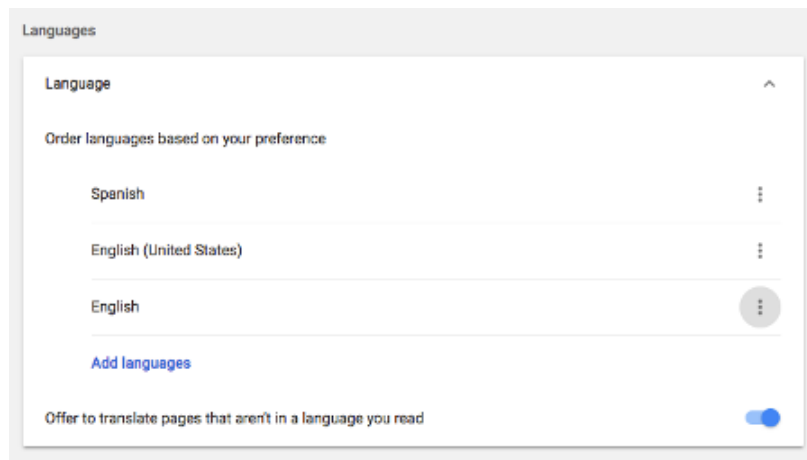 Languages
Language
Order languages based on your preference
Spanish
English (United States)
English
Add languages
Offer to translate pages that aren't in a language you read